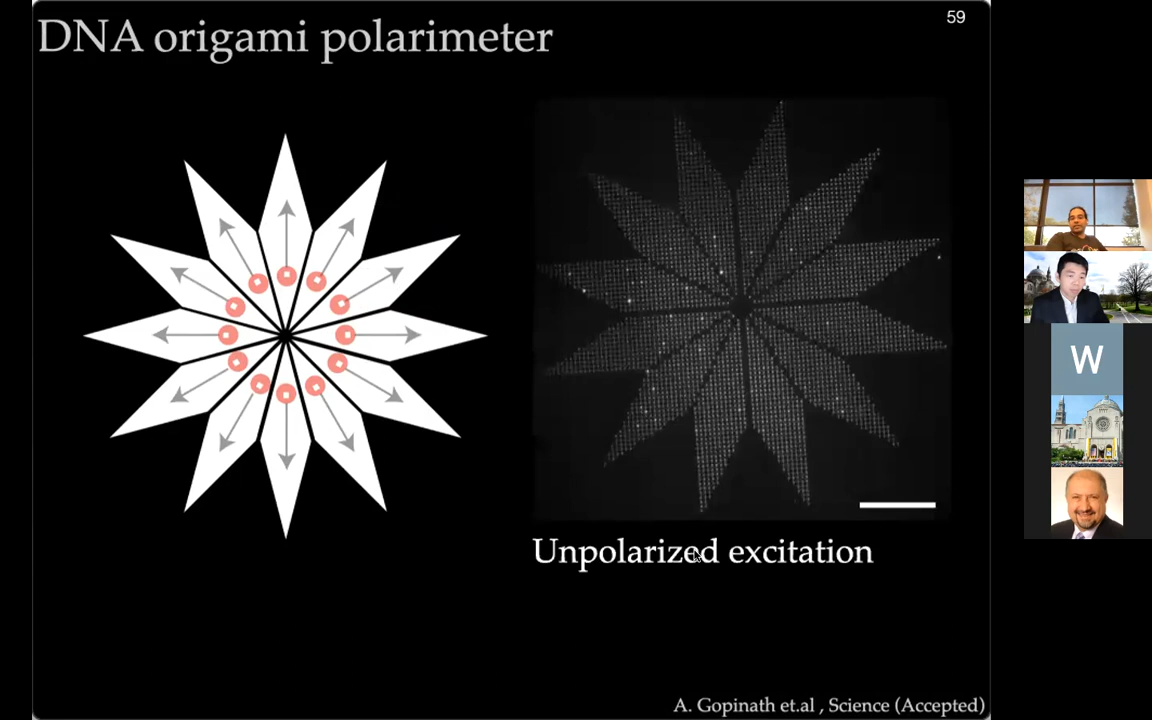 DNA origami polarimeter
59
W
Unpolarized excitation
A. Gopinath et.al , Science (Accepted)